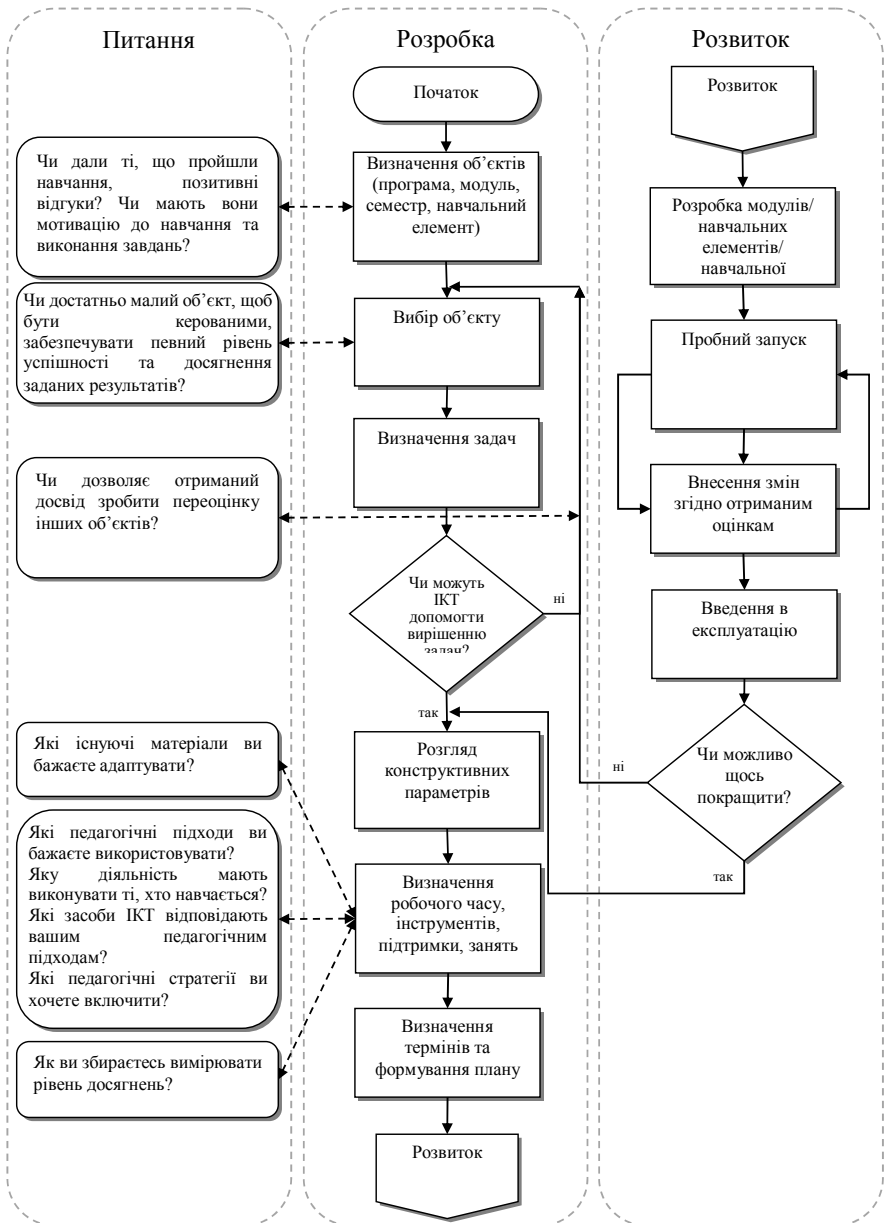 Питання
Чи дали ті, що пройшли
навчання, позитивні
відгуки? Чи мають вони
мотивацію до навчання та
виконання завдань?
Чи достатньо малий об’єкт, щоб
бути керованими,
забезпечувати певний рівень
успішності та досягнення
заданих результатів?
Чи дозволяє отриманий
досвід зробити переоцінку
інших об’єктів?
Які існуючі матеріали ви
бажаєте адаптувати?
Які педагогічні підходи ви
бажаєте використовувати?
Яку діяльність мають
виконувати ті, хто навчається?
Які засоби ІКТ відповідають
вашим педагогічним
підходам?
Які педагогічні стратегії ви
хочете включити?
Як ви збираєтесь вимірювати
рівень досягнень?
Розробка
Початок
Визначення об’єктів
(програма, модуль,
семестр, навчальний
елемент)
Вибір об’єкту
Визначення задач
Чи можуть
ІКТ
допомогти
вирішенню
задач?
ні
так
Розгляд
конструктивних
параметрів
Визначення
робочого часу,
інструментів,
підтримки, занять
Визначення
термінів та
формування плану
Розвиток
Розвиток
Розвиток
Розробка модулів/
навчальних
елементів/
навчальної
Пробний запуск
Внесення змін
згідно отриманим
оцінкам
Введення в
експлуатацію
Чи можливо
щось
покращити?
ні
так